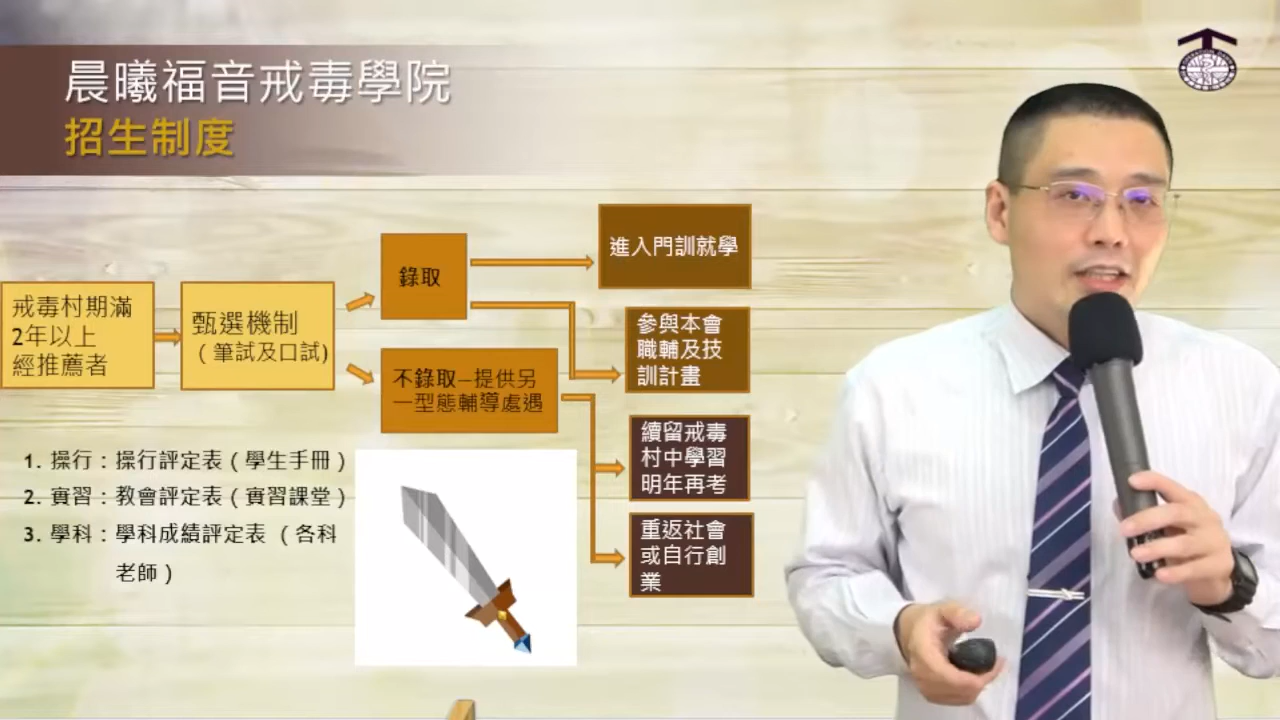 晨曦福音戒毒學院
招生制度
戒毒村期滿
2年以上
經推薦者
甄選機制
（筆試及口試)
錄取
不錄取–提供另
一型態輔導處遇
進入門訓就學
參與本會
職輔及技
訓計畫
續留戒毒
村中學習
明年再考
重返社會
或自行創
業
1. 操行：操行評定表（學生手冊）
2. 實習：教會評定表（實習課堂）
3. 學科：學科成績評定表 （各科
老師）